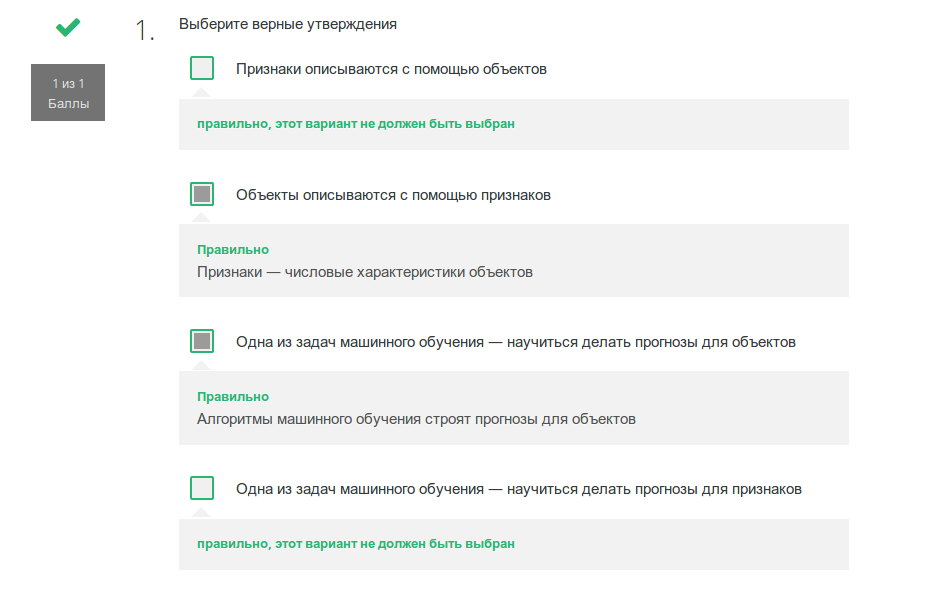 1. Выберите верные утверждения
1 из 1
Баллы
Признаки описываются с помощью объектов
правильно, этот вариант не должен быть выбран
Объекты описываются с помощью признаков
Правильно
Признаки — числовые характеристики объектов
Одна из задач машинного обучения — научиться делать прогнозы для объектов
Правильно
Алгоритмы машинного обучения строят прогнозы для объектов
Одна из задач машинного обучения — научиться делать прогнозы для признаков
правильно, этот вариант не должен быть выбран